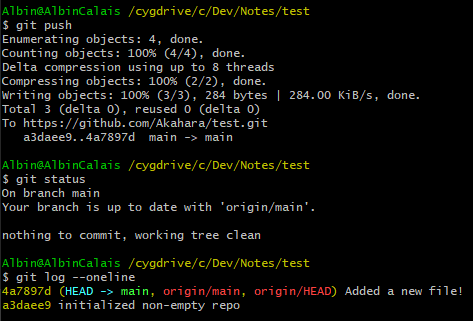 Albin@AlbinCalais /cygdrive/c/Dev/Notes/test
$ git push
Enumerating objects: 4, done.
Counting objects: 100% (4/4), done.
Delta compression using up to 8 threads
Compressing objects: 100% (2/2), done.
Writing objects: 100% (3/3), 284 bytes | 284.00 KiB/s, done.
Total 3 (delta 0), reused 0 (delta 0)
To https://github.com/Akahara/test.git
   a3daee9..4a7897d  main -> main

Albin@AlbinCalais /cygdrive/c/Dev/Notes/test
$ git status
On branch main
Your branch is up to date with 'origin/main'.

nothing to commit, working tree clean

Albin@AlbinCalais /cygdrive/c/Dev/Notes/test
$ git log --oneline
4a7897d (HEAD -> main, origin/main, origin/HEAD) Added a new file!
a3daee9 initialized non-empty repo